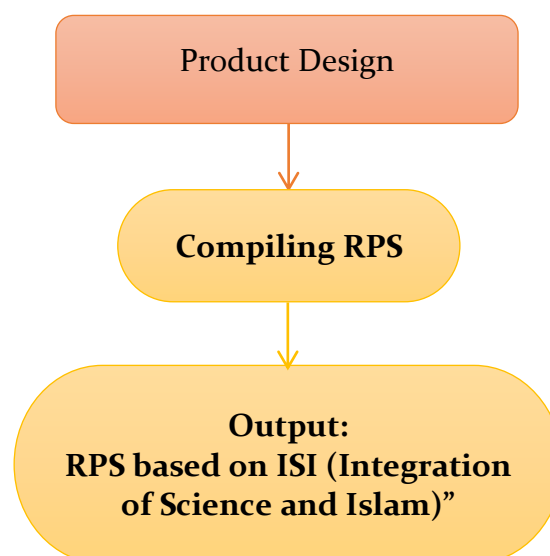 Product Design
Compiling RPS
Output:
RPS based on ISI (Integration
of Science and Islam)”